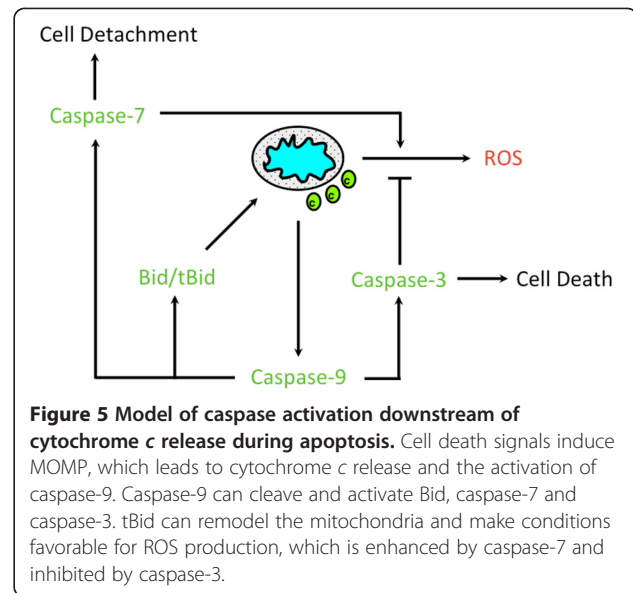 Cell Detachment
Caspase-7
ROS
c
c
c
Bid/tBid
Caspase-3
Cell Death
Caspase-9
Figure 5 Model of caspase activation downstream of
cytochrome c release during apoptosis. Cell death signals induce
MOMP, which leads to cytochrome c release and the activation of
caspase-9. Caspase-9 can cleave and activate Bid, caspase-7 and
caspase-3. tBid can remodel the mitochondria and make conditions
favorable for ROS production, which is enhanced by caspase-7 and
inhibited by caspase-3.